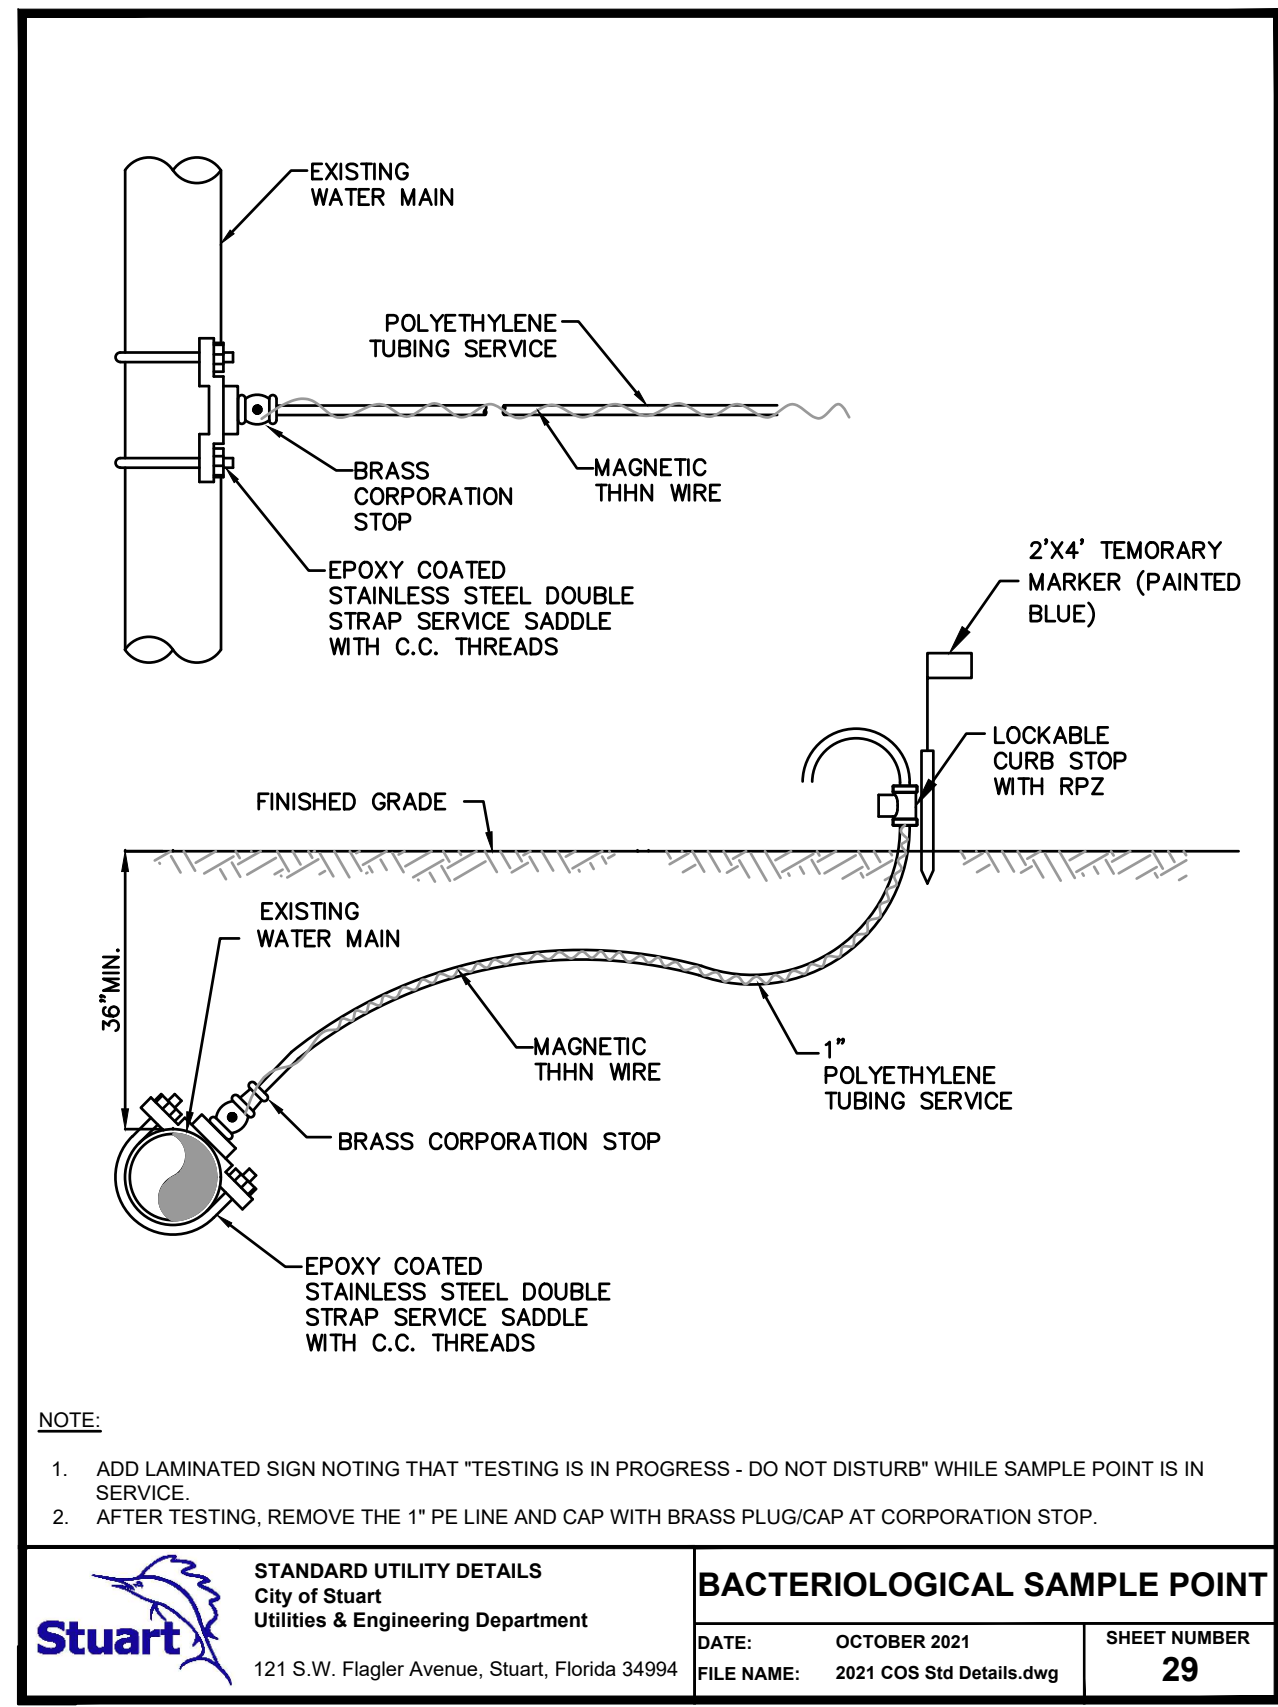 EXISTING
WATER MAIN
POLYETHYLENE
TUBING SERVICE
BRASS
CORPORATION
STOP
MAGNETIC
THHN WIRE
EPOXY COATED
STAINLESS STEEL DOUBLE
STRAP SERVICE SADDLE
WITH C.C. THREADS
2'X4' TEMORARY
MARKER (PAINTED
BLUE)
LOCKABLE
CURB STOP
WITH RPZ
FINISHED GRADE
EXISTING
WATER MAIN
36"MIN.
MAGNETIC
THHN WIRE
1"
POLYETHYLENE
TUBING SERVICE
BRASS CORPORATION STOP
EPOXY COATED
STAINLESS STEEL DOUBLE
STRAP SERVICE SADDLE
WITH C.C. THREADS
NOTE:
1. ADD LAMINATED SIGN NOTING THAT "TESTING IS IN PROGRESS - DO NOT DISTURB" WHILE SAMPLE POINT IS IN
SERVICE.
2. AFTER TESTING, REMOVE THE 1" PE LINE AND CAP WITH BRASS PLUG/CAP AT CORPORATION STOP.
Stuart
STANDARD UTILITY DETAILS
City of Stuart
Utilities & Engineering Department
121 S.W. Flagler Avenue, Stuart, Florida 34994
BACTERIOLOGICAL SAMPLE POINT
DATE: OCTOBER 2021
FILE NAME: 2021 COS Std Details.dwg
SHEET NUMBER
29